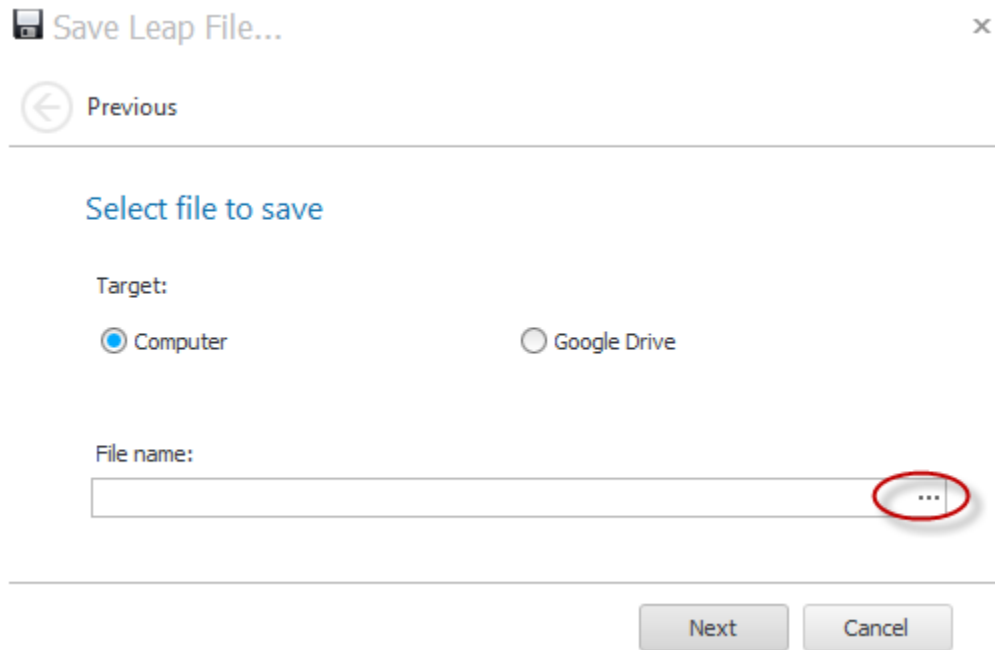 Save Leap File...
Previous
Select file to save
Target:
Computer
Google Drive
File name:
...
Next
Cancel